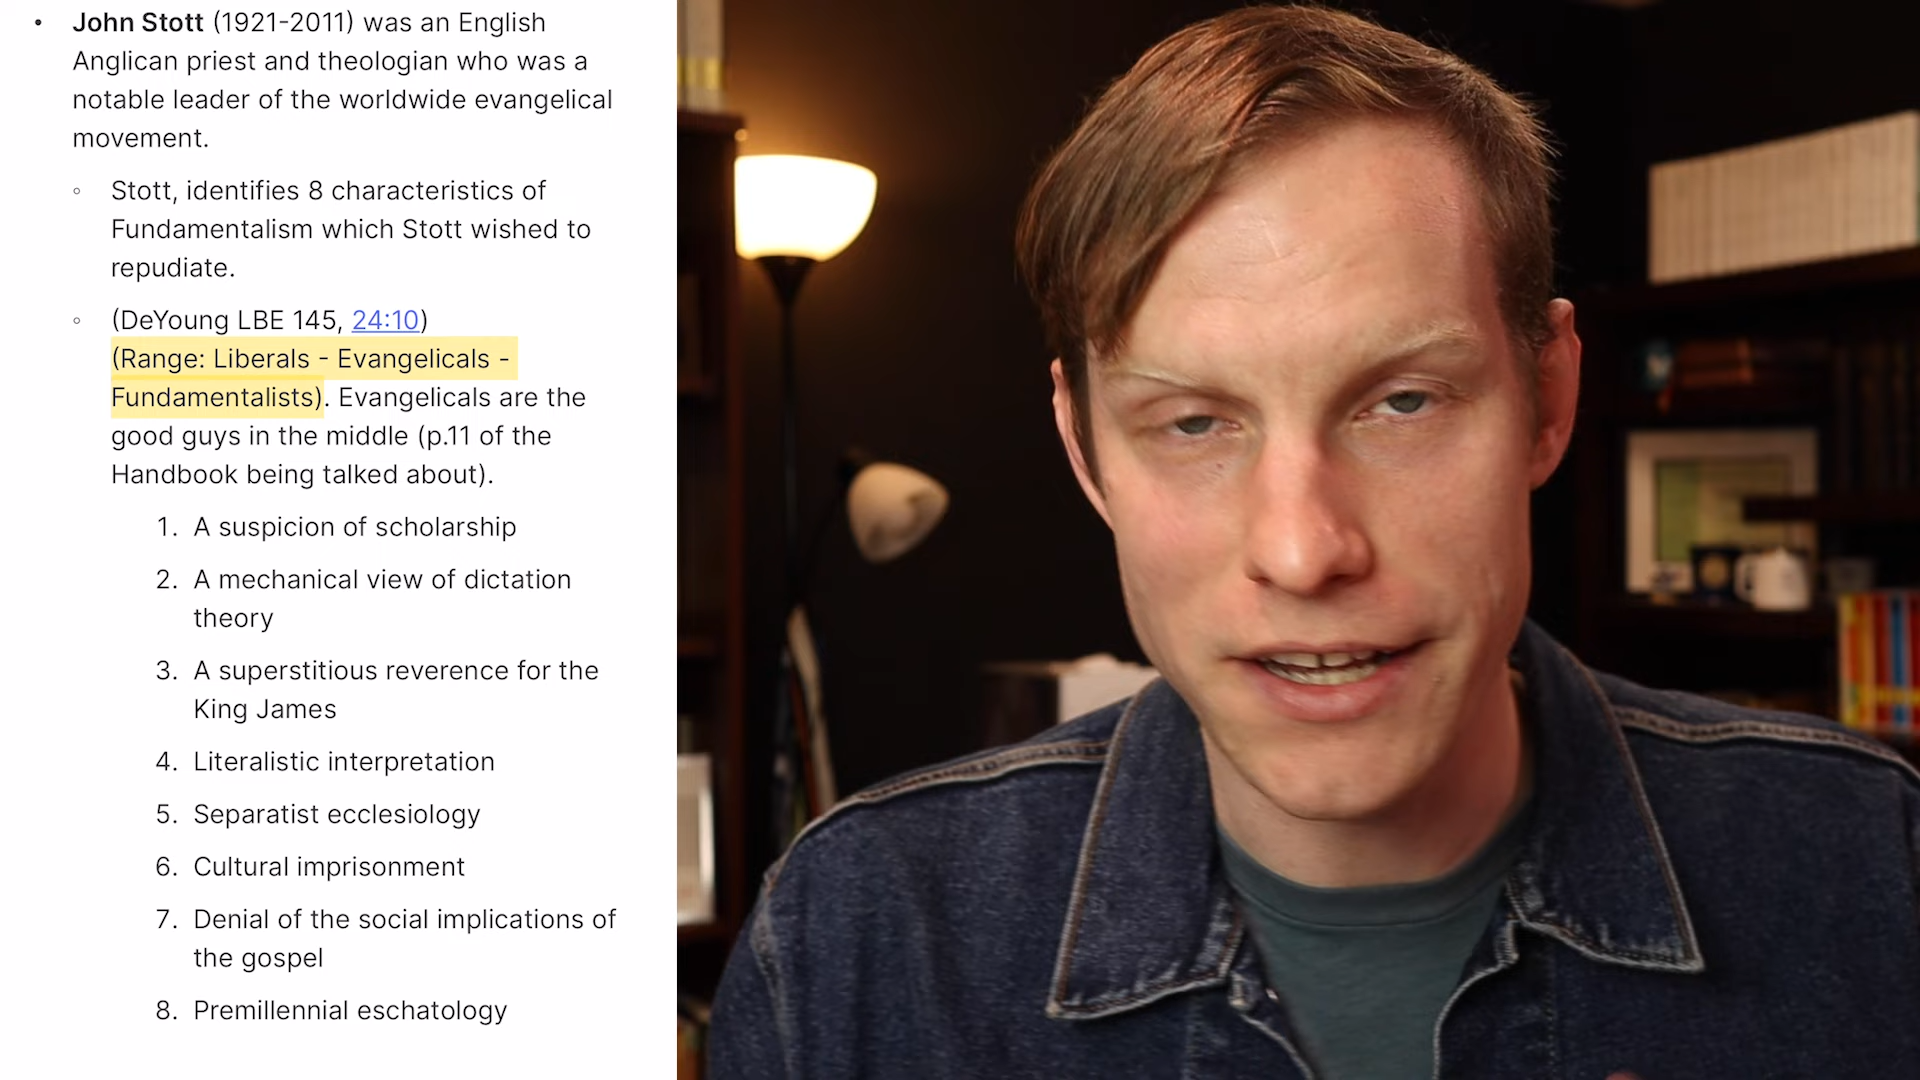 • John Stott (1921-2011) was an English
Anglican priest and theologian who was a
notable leader of the worldwide evangelical
movement.
◦ Stott, identifies 8 characteristics of
Fundamentalism which Stott wished to
repudiate.
◦ (DeYoung LBE 145, 24:10)
(Range: Liberals - Evangelicals -
Fundamentalists). Evangelicals are the
good guys in the middle (p.11 of the
Handbook being talked about).
1. A suspicion of scholarship
2. A mechanical view of dictation
theory
3. A superstitious reverence for the
King James
4. Literalistic interpretation
5. Separatist ecclesiology
6. Cultural imprisonment
7. Denial of the social implications of
the gospel
8. Premillennial eschatology